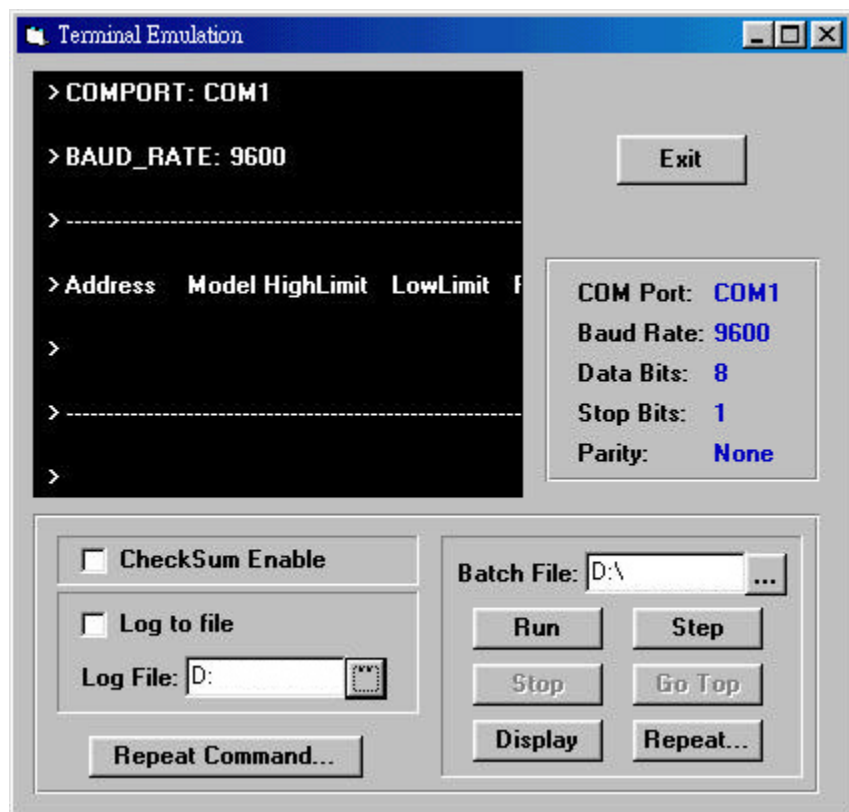 Terminal Emulation
>COMPORT: COM1
>BAUD_RATE: 9600
>---------------------------------------------------------
>Address Model HighLimit LowLimit
>
>---------------------------------------------------------
>
Exit
COM Port: COM1
Baud Rate: 9600
Data Bits: 8
Stop Bits: 1
Parity: None
CheckSum Enable
Log to file
Log File: D:
Repeat Command...
Batch File: D:\ ...
Run Step
Stop Go Top
Display Repeat...